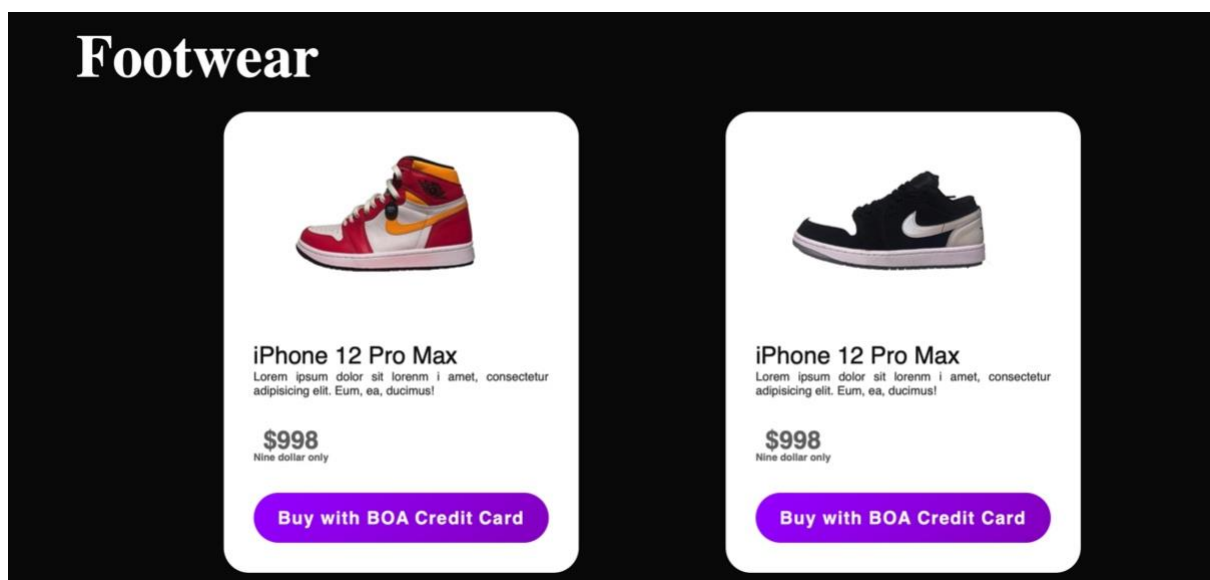 Footwear
iPhone 12 Pro Max
Lorem ipsum dolor sit lorenm i amet, consectetur
adipisicing elit. Eum, ea, ducimus!
$998
Nine dollar only
Buy with BOA Credit Card
iPhone 12 Pro Max
Lorem ipsum dolor sit lorenm i amet, consectetur
adipisicing elit. Eum, ea, ducimus!
$998
Nine dollar only
Buy with BOA Credit Card